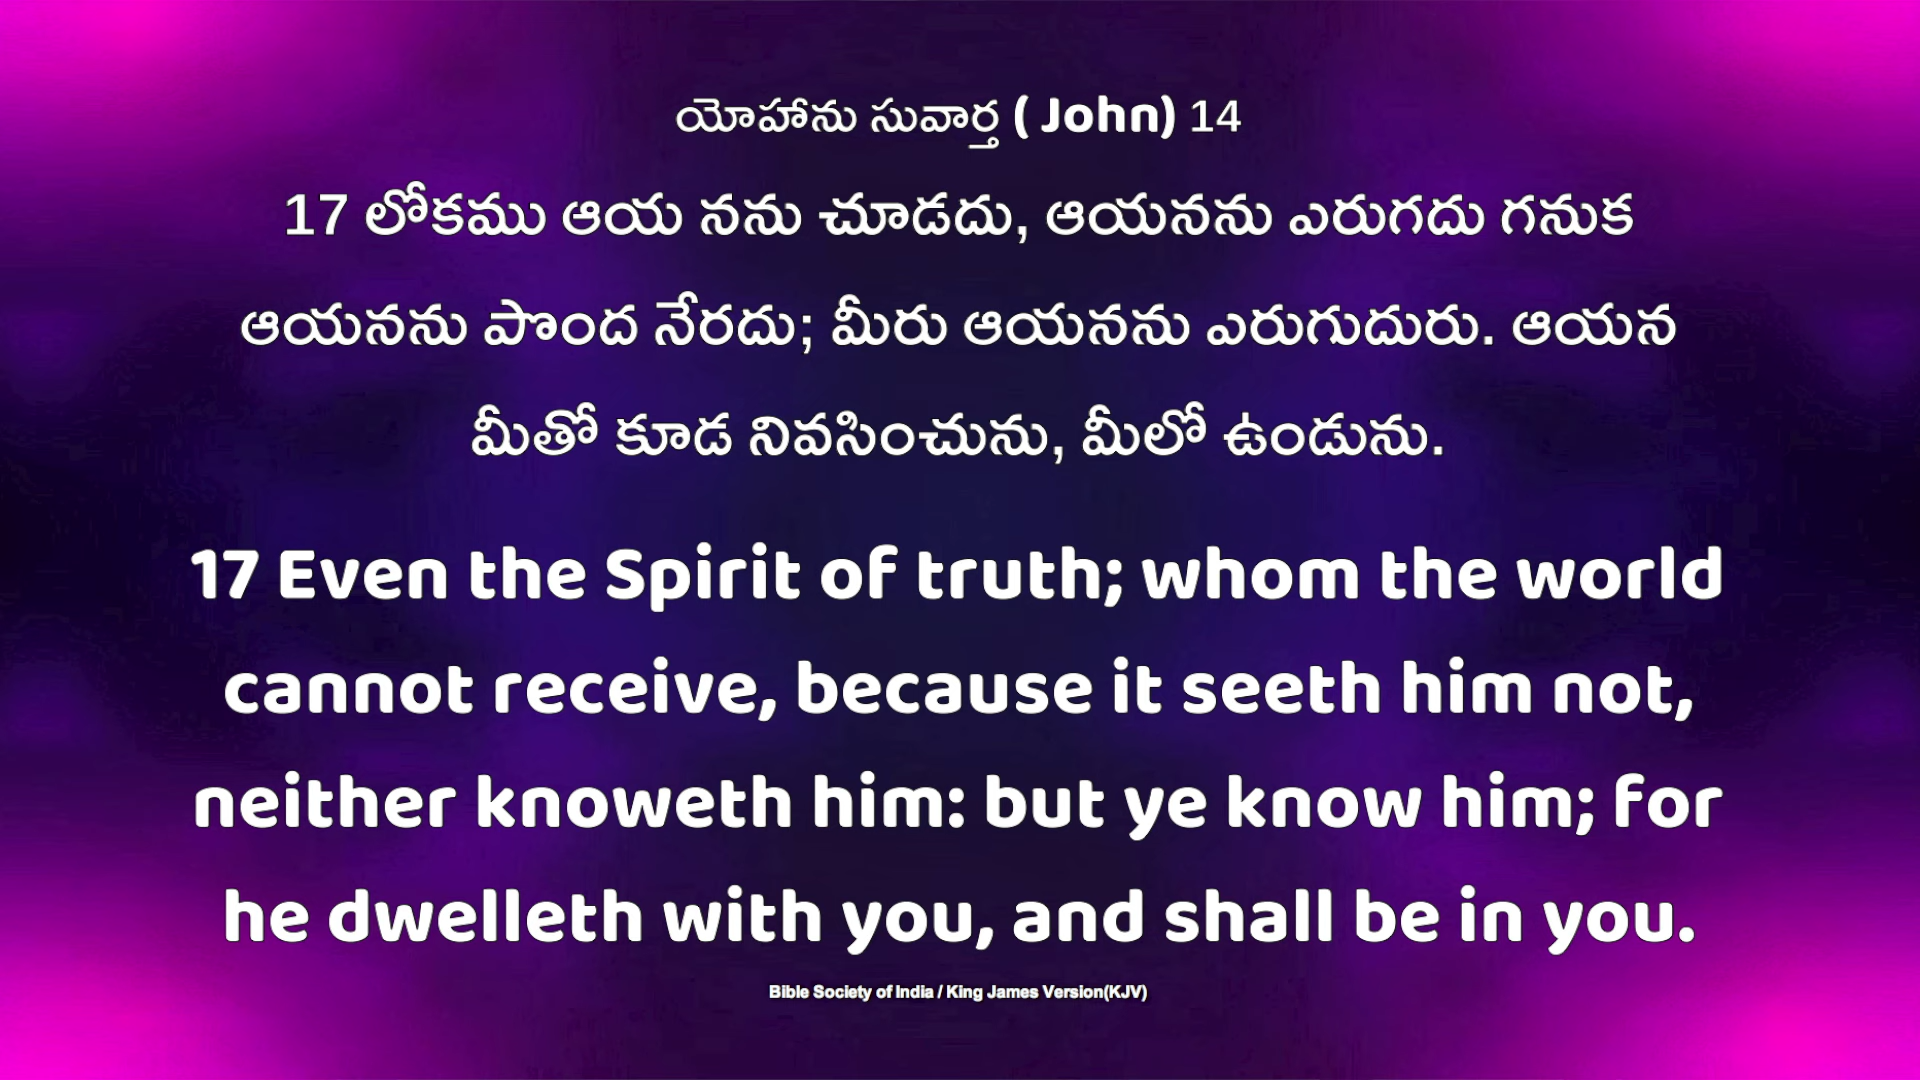 యోహాను సువార్త ( John) 14
17 లోకము ఆయ నను చూడదు, ఆయనను ఎరుగదు గనుక
ఆయనను పొంద నేరదు; మీరు ఆయనను ఎరుగుదురు. ఆయన
మీతో కూడ నివసించును, మీలో ఉండును.
17 Even the Spirit of truth; whom the world
cannot receive, because it seeth him not,
neither knoweth him: but ye know him; for
he dwelleth with you, and shall be in you.
Bible Society of India / King James Version(KJV)